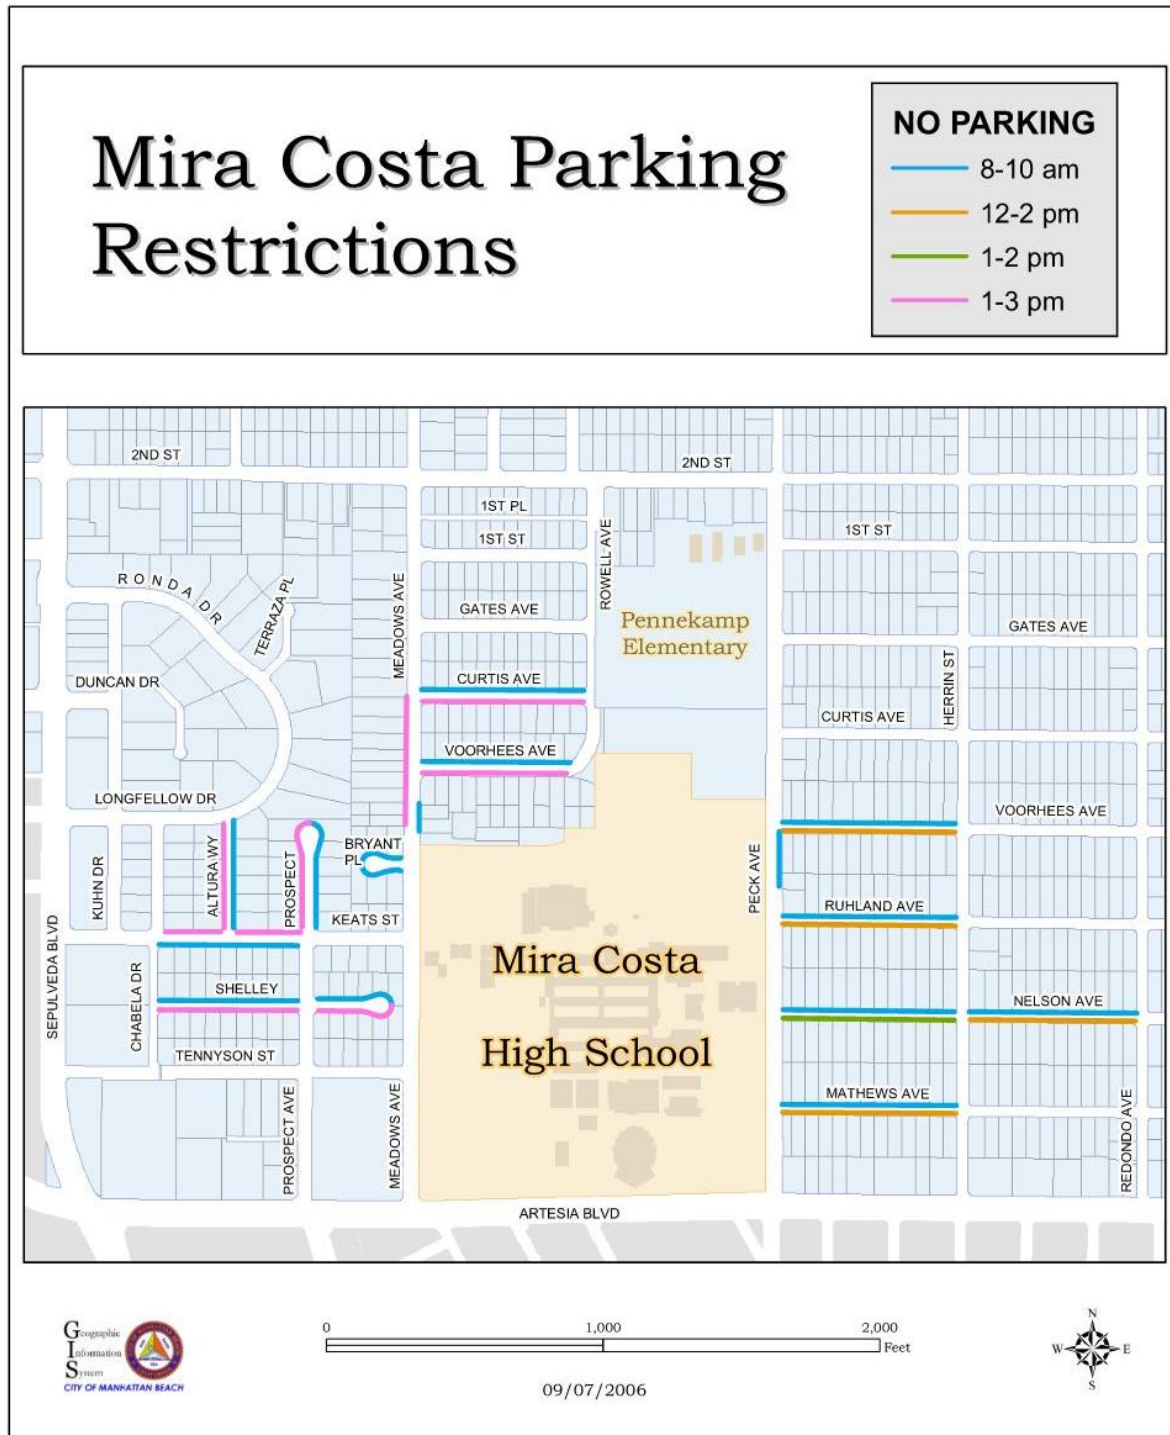 Mira Costa Parking
Restrictions
NO PARKING
8-10 am
12-2 pm
1-2 pm
1-3 pm
2ND ST
2ND ST
1ST PL
1ST ST
1ST ST
ROWELL AVE
RONDA DR
TERRAZA PL
MEADOWS AVE
GATES AVE
Pennekamp
Elementary
GATES AVE
DUNCAN DR
CURTIS AVE
HERRIN ST
CURTIS AVE
VOORHEES AVE
LONGFELLOW DR
VOORHEES AVE
KUHN DR
ALTURA WY
PROSPECT
BRYANT
PL
KEATS ST
PECK AVE
RUHLAND AVE
SEPULVEDA BLVD
CHABELA DR
SHELLEY
Mira Costa
High School
NELSON AVE
TENNYSON ST
MATHEWS AVE
PROSPECT AVE
MEADOWS AVE
REDONDO AVE
ARTESIA BLVD
Geographic
Information
System
CITY OF MANHATTAN BEACH
0 1,000 2,000
Feet
09/07/2006
N
W E
S